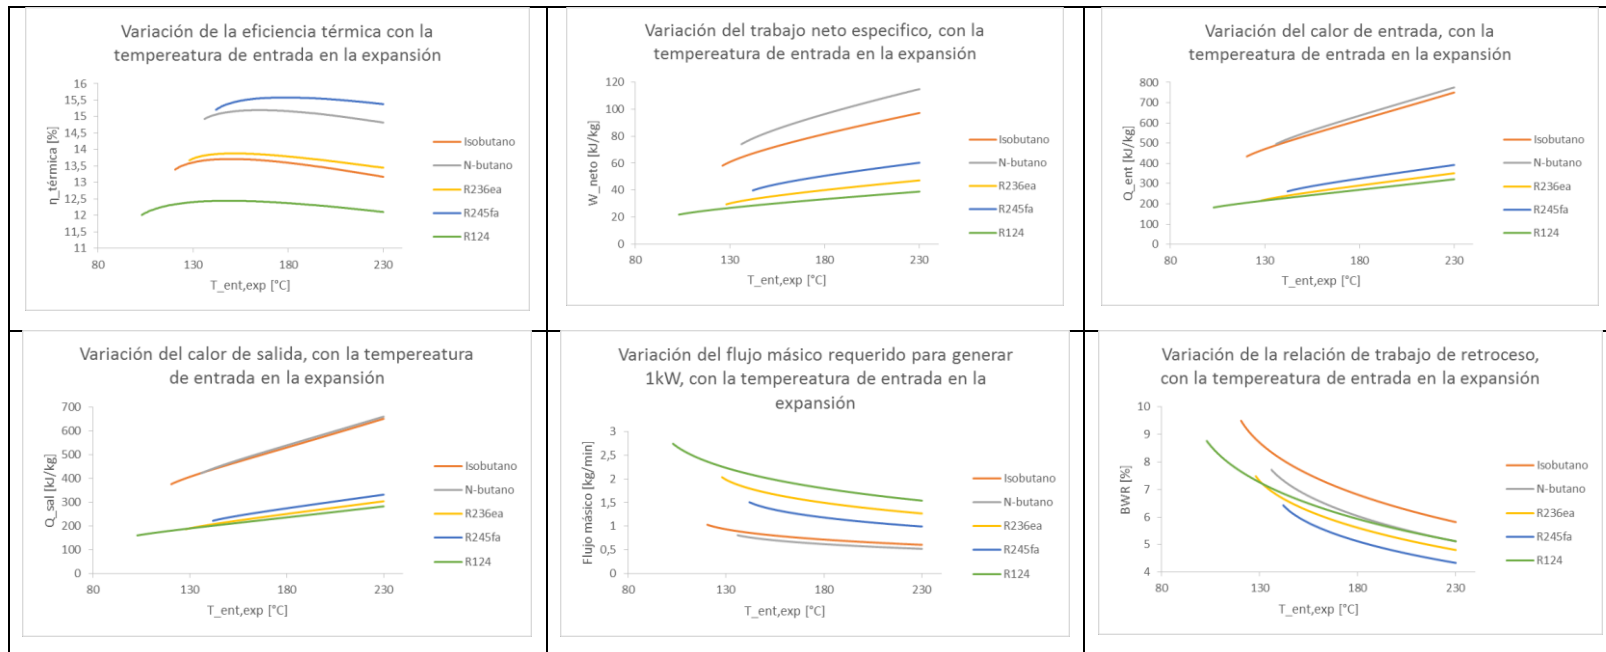 Variación de la eficiencia térmica con la
tempereatura de entrada en la expansión
16
15,5
15
14,5
14
13,5
13
12,5
12
11,5
11
η_térmica [%]
80
130
180
230
T_ent,exp [°C]
Isobutano
N-butano
R236ea
R245fa
R124
Variación del trabajo neto especifico, con la
tempereatura de entrada en la expansión
120
100
80
60
40
20
0
W_neto [kJ/kg]
80
130
180
230
T_ent,exp [°C]
Isobutano
N-butano
R236ea
R245fa
R124
Variación del calor de entrada, con la
tempereatura de entrada en la expansión
800
700
600
500
400
300
200
100
0
Q_ent [kJ/kg]
80
130
180
230
T_ent,exp [°C]
Isobutano
N-butano
R236ea
R245fa
R124
Variación del calor de salida, con la tempereatura
de entrada en la expansión
700
600
500
400
300
200
100
0
Q_sal [kJ/kg]
80
130
180
230
T_ent,exp [°C]
Isobutano
N-butano
R236ea
R245fa
R124
Variación del flujo másico requerido para generar
1kW, con la tempereatura de entrada en la
expansión
3
2,5
2
1,5
1
0,5
0
Flujo másico [kg/min]
80
130
180
230
T_ent,exp [°C]
Isobutano
N-butano
R236ea
R245fa
R124
Variación de la relación de trabajo de retroceso,
con la tempereatura de entrada en la expansión
10
9
8
7
6
5
4
BWR [%]
80
130
180
230
T_ent,exp [°C]
Isobutano
N-butano
R236ea
R245fa
R124